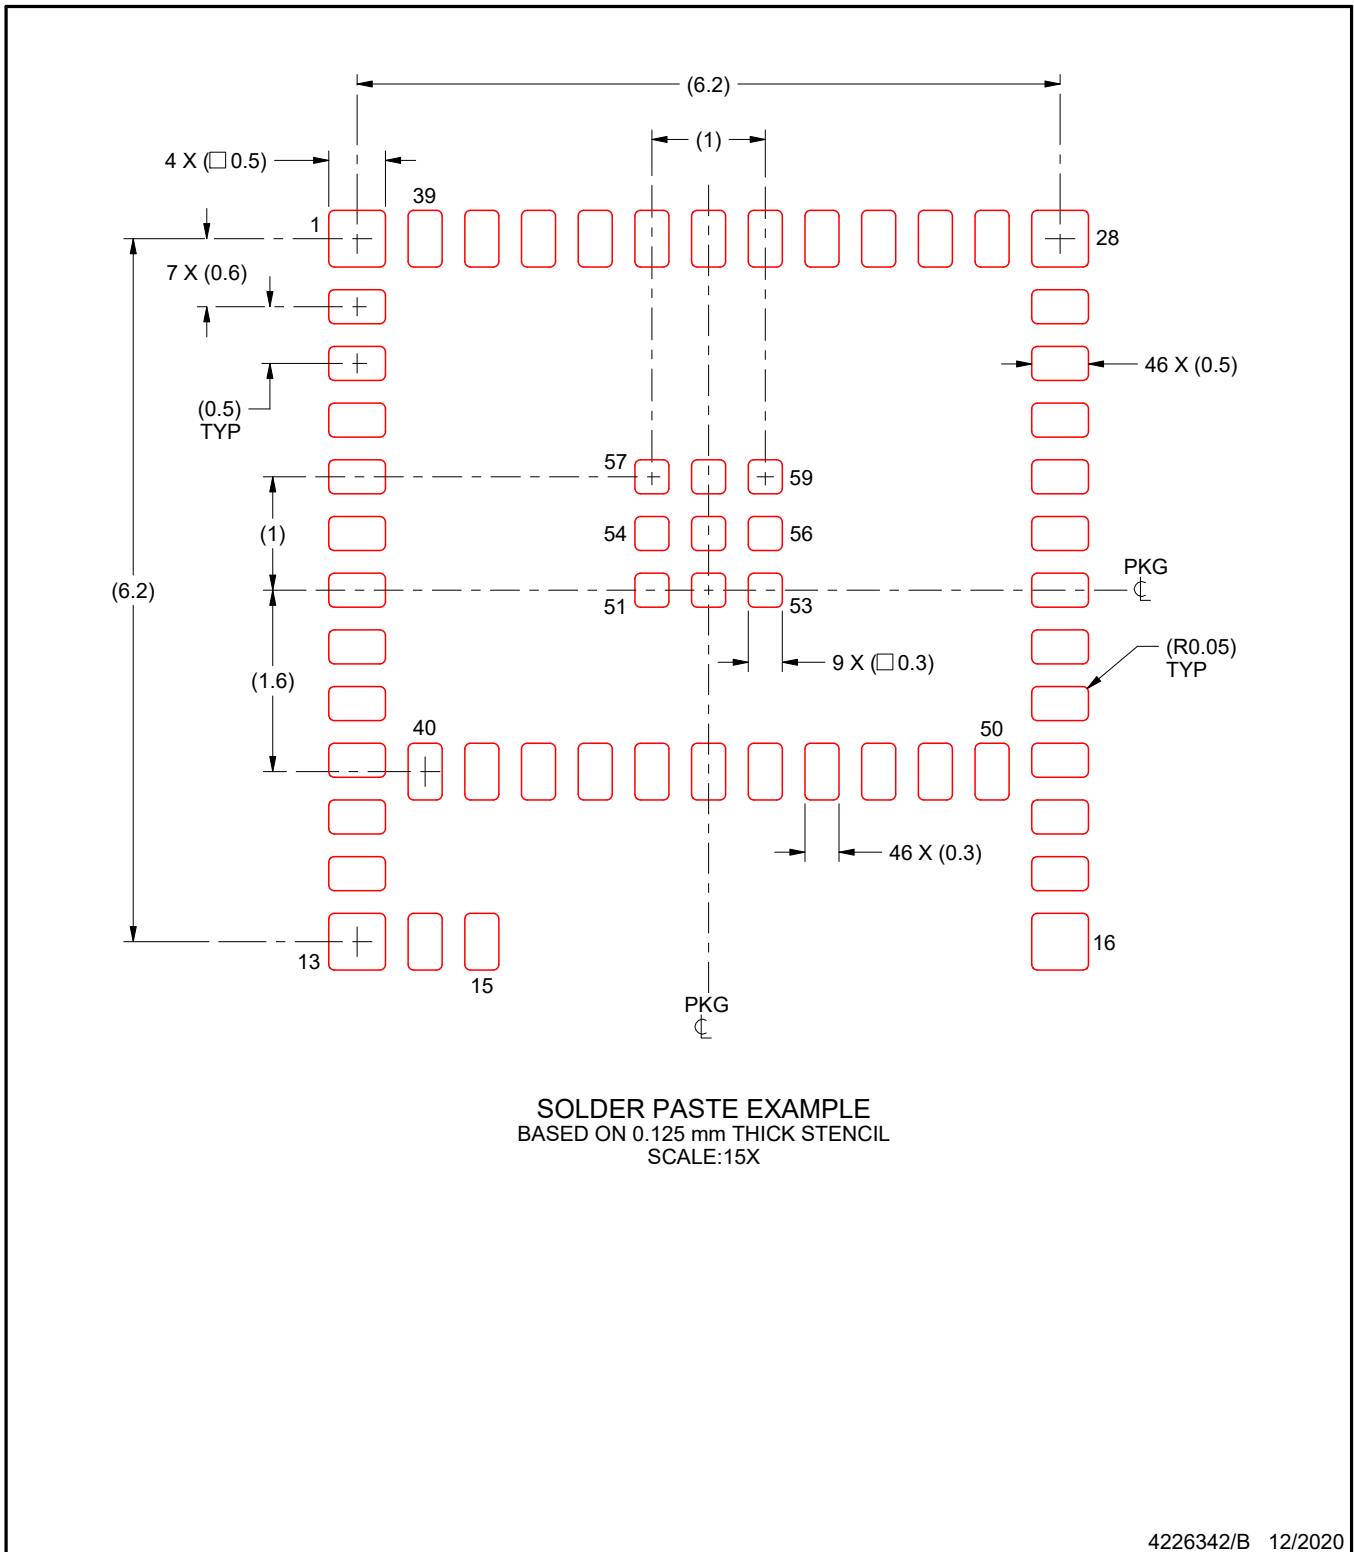 (6.2)
(1)
4 X (□ 0.5)
39
1
28
7 X (0.6)
46 X (0.5)
(0.5)
TYP
57
59
(1)
54
56
PKG
℄
(6.2)
51
53
(R0.05)
TYP
9 X (□ 0.3)
(1.6)
40
50
46 X (0.3)
13
16
15
PKG
℄
SOLDER PASTE EXAMPLE
BASED ON 0.125 mm THICK STENCIL
SCALE:15X
4226342/B 12/2020